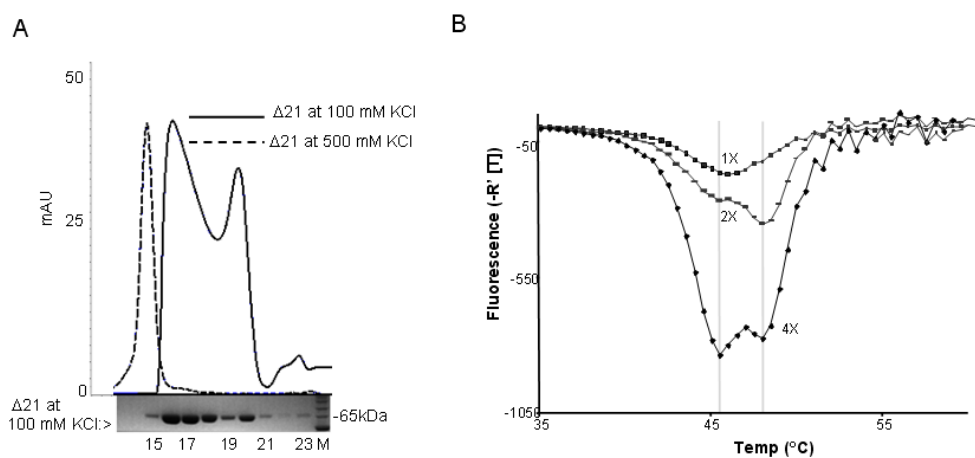 A
50
25
0
mAU
Δ21 at 100 mM KCl
Δ21 at 500 mM KCl
Δ21 at
100 mM KCl:>
-65kDa
15 17 19 21 23 M
B
Fluorescence (-R' [T]
-50
-550
-1050
1X
2X
4X
35 45 55
Temp (°C)